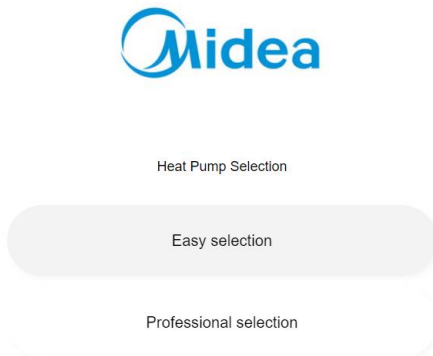 Midea
Heat Pump Selection
Easy selection
Professional selection